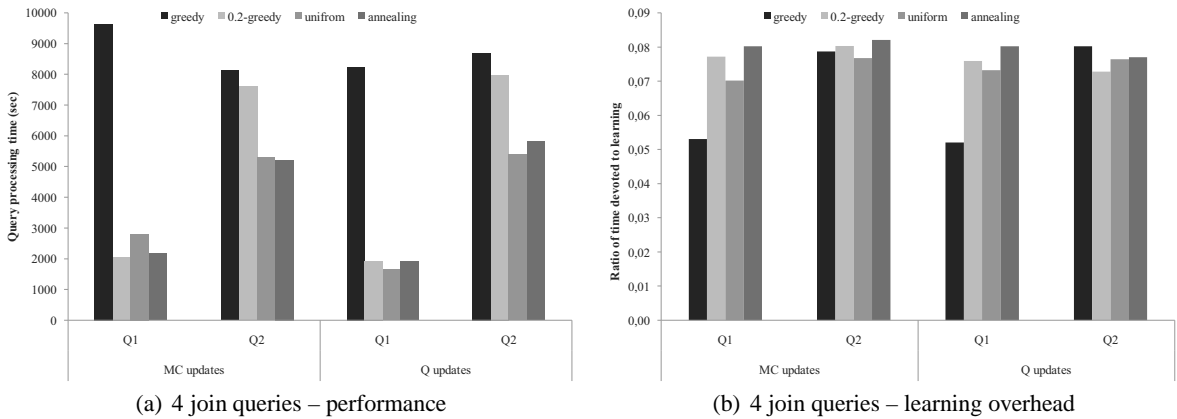 greedy 0.2-greedy unifrom annealing
10000
9000
8000
7000
6000
5000
4000
3000
2000
1000
0
Query processing time (sec)
Q1 Q2 Q1 Q2
MC updates Q updates
(a) 4 join queries – performance
greedy 0.2-greedy uniform annealing
0,09
0,08
0,07
0,06
0,05
0,04
0,03
0,02
0,01
0,00
Ratio of time devoted to learning
Q1 Q2 Q1 Q2
MC updates Q updates
(b) 4 join queries – learning overhead